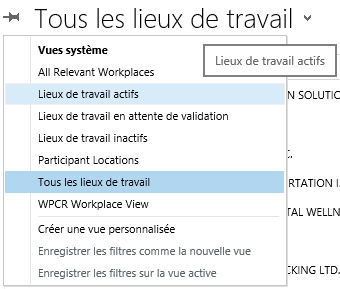 Tous les lieux de travail
Vues système
Lieux de travail actifs
All Relevant Workplaces
Lieux de travail actifs
N SOLUTIO
Lieux de travail en attente de validation
Lieux de travail inactifs
Participant Locations
Tous les lieux de travail
RTATION I
WPCR Workplace View
TAL WELLN
Créer une vue personnalisée
Enregistrer les filtres comme la nouvelle vue
Enregistrer les filtres sur la vue active
CKING LTD.